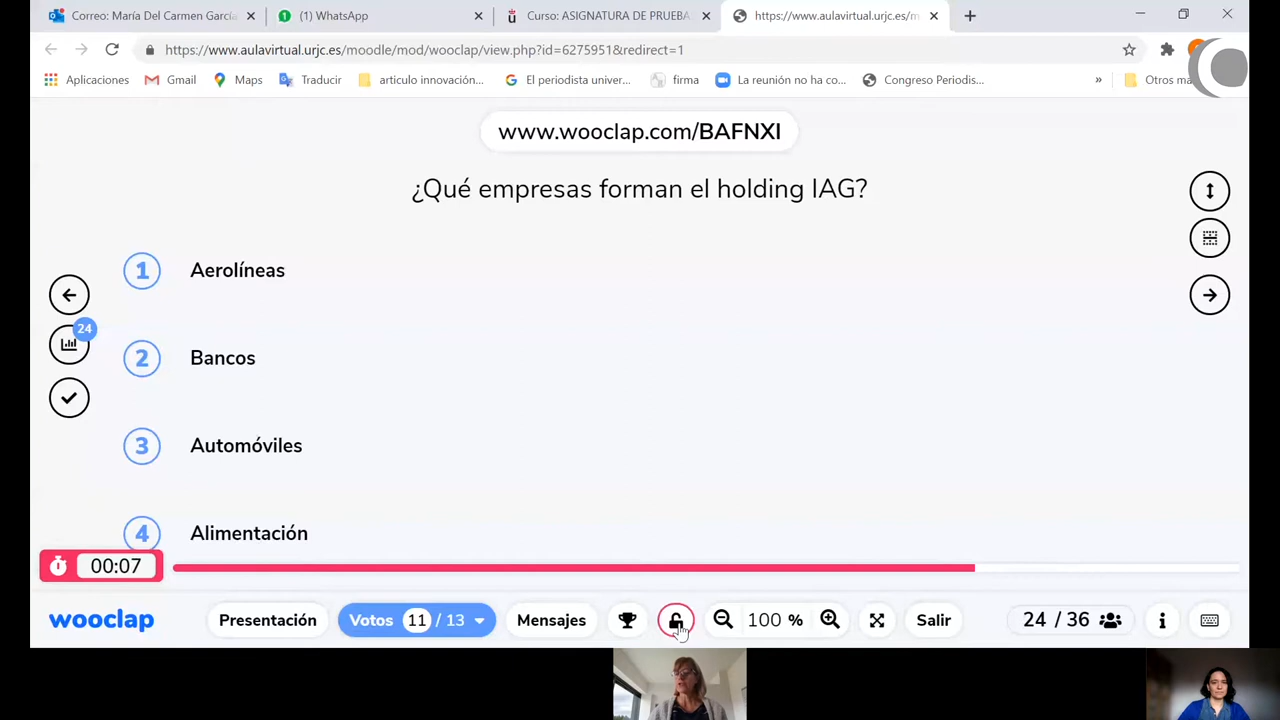 Correo: María Del Carmen García
(1) WhatsApp
Curso: ASIGNATURA DE PRUEBA
https://www.aulavirtual.urjc.es/m
https://www.aulavirtual.urjc.es/moodle/mod/wooclap/view.php?id=6275951&redirect=1
Aplicaciones
Gmail
Maps
Traducir
articulo innovación...
El periodista univer...
firma
La reunión no ha co...
Congreso Periodis...
»
Otros ma
www.wooclap.com/BAFNXI
¿Qué empresas forman el holding IAG?
1 Aerolíneas
24
2 Bancos
3 Automóviles
4 Alimentación
00:07
wooclap
Presentación
Votos 11 / 13
Mensajes
100 %
Salir
24 / 36